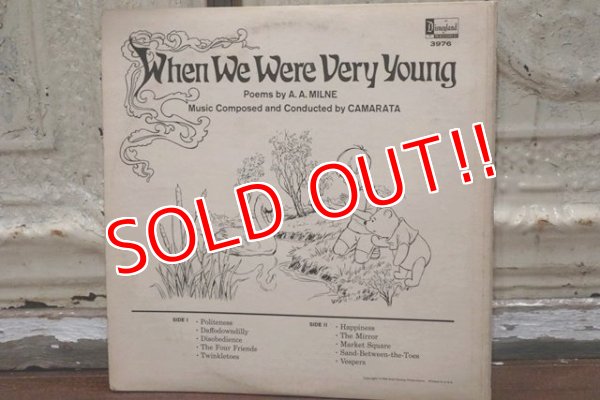 Disneyland
3976
When We Were Very Young
Poems by A. A. MILNE
Music Composed and Conducted by CAMARATA
SOLD OUT!!
SIDE I
· Politeness
· Daffodowndilly
· Disobedience
· The Four Friends
· Twinkletoes
SIDE II
· Happiness
· The Mirror
· Market Square
· Sand-Between-the-Toes
· Vespers